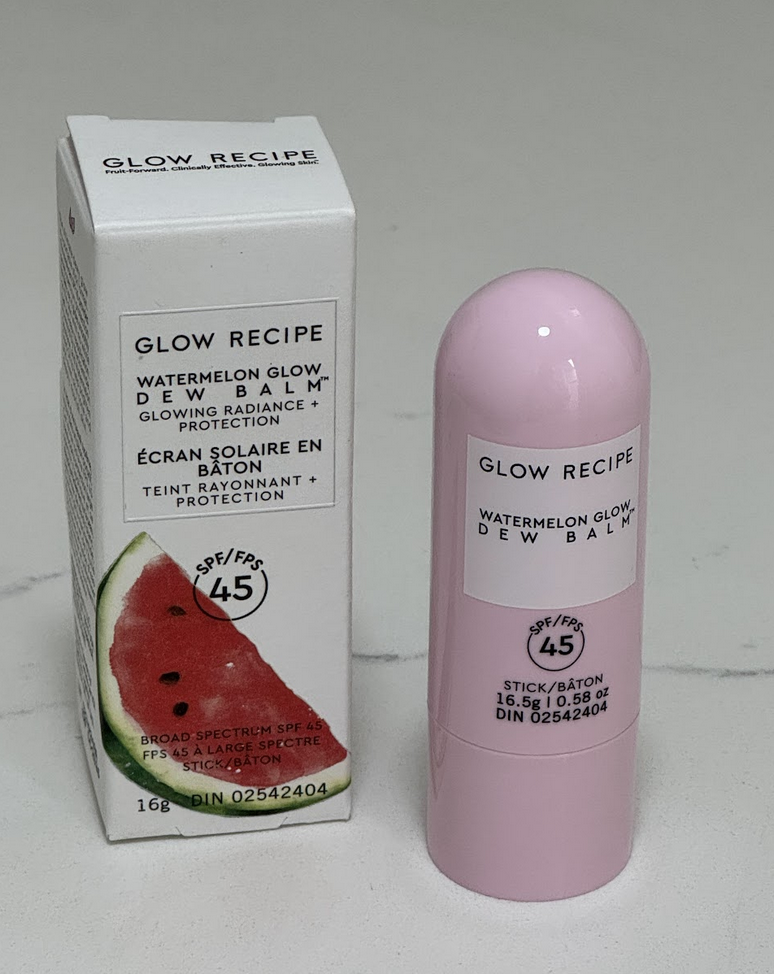 GLOW RECIPE
Fruit-Forward. Clinically Effective. Glowing Skin.
GLOW RECIPE
WATERMELON GLOW
DEW BALM™
GLOWING RADIANCE +
PROTECTION
ÉCRAN SOLAIRE EN
BÂTON
TEINT RAYONNANT +
PROTECTION
SPF/FPS
45
BROAD SPECTRUM SPF 45
FPS 45 À LARGE SPECTRE
STICK/BÂTON
16g DIN 02542404
GLOW RECIPE
WATERMELON GLOW
DEW BALM™
SPF/FPS
45
STICK/BÂTON
16.5g | 0.58 oz
DIN 02542404